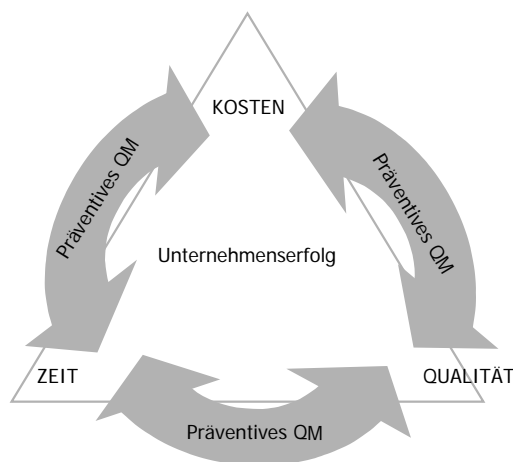 KOSTEN
Präventives QM
Präventives QM
Unternehmenserfolg
ZEIT
QUALITÄT
Präventives QM